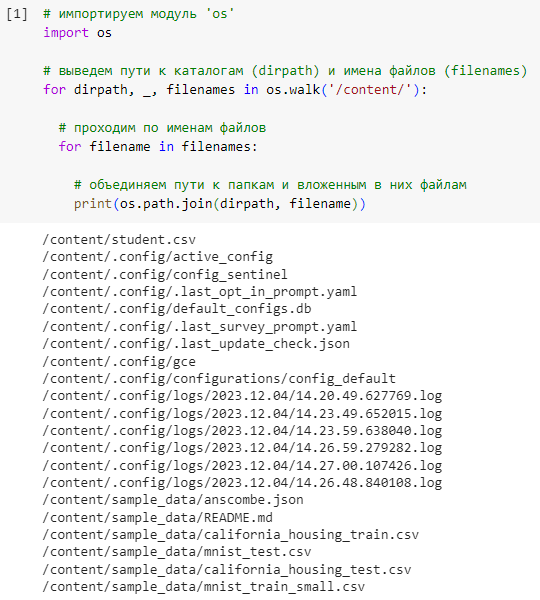 [1] # импортируем модуль 'os'
import os
# выведем пути к каталогам (dirpath) и имена файлов (filenames)
for dirpath, _, filenames in os.walk('/content/'):
# проходим по именам файлов
for filename in filenames:
# объединяем пути к папкам и вложенным в них файлам
print(os.path.join(dirpath, filename))
/content/student.csv
/content/.config/active_config
/content/.config/config_sentinel
/content/.config/.last_opt_in_prompt.yaml
/content/.config/default_configs.db
/content/.config/.last_survey_prompt.yaml
/content/.config/.last_update_check.json
/content/.config/gce
/content/.config/configurations/config_default
/content/.config/logs/2023.12.04/14.20.49.627769.log
/content/.config/logs/2023.12.04/14.23.49.652015.log
/content/.config/logs/2023.12.04/14.23.59.638040.log
/content/.config/logs/2023.12.04/14.26.59.279282.log
/content/.config/logs/2023.12.04/14.27.00.107426.log
/content/.config/logs/2023.12.04/14.26.48.840108.log
/content/sample_data/anscombe.json
/content/sample_data/README.md
/content/sample_data/california_housing_train.csv
/content/sample_data/mnist_test.csv
/content/sample_data/california_housing_test.csv
/content/sample_data/mnist_train_small.csv